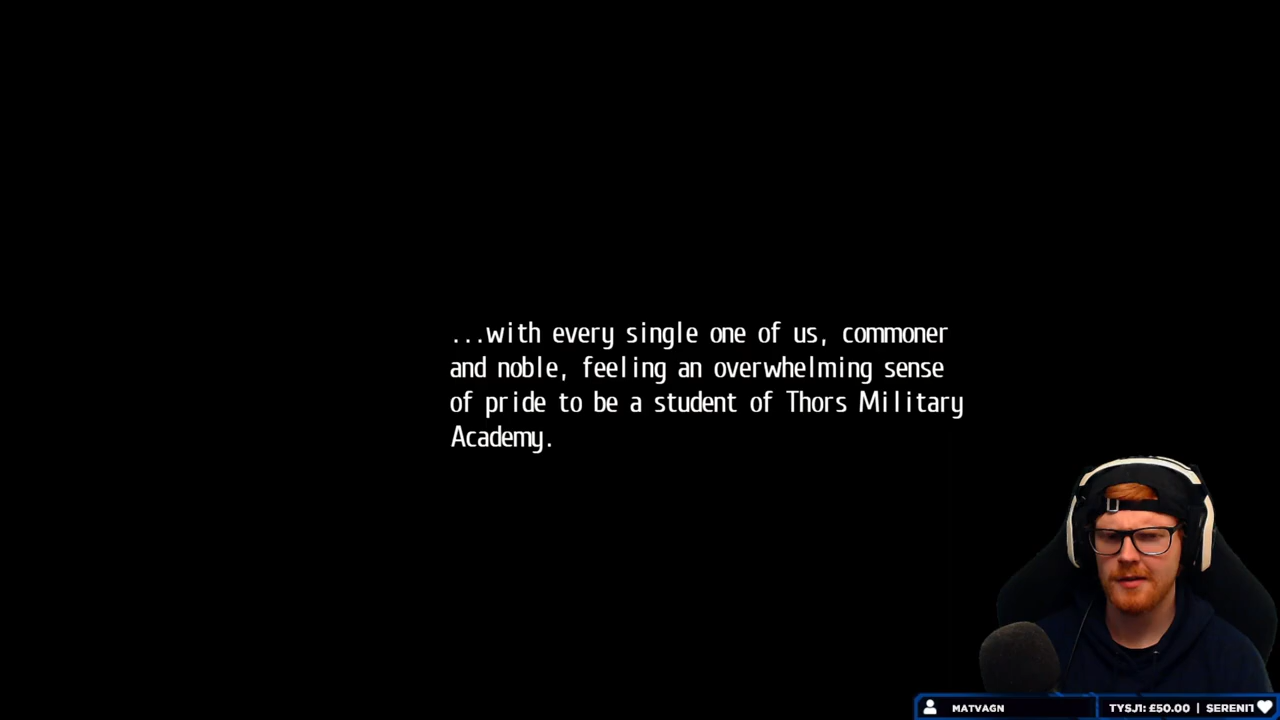 ...with every single one of us, commoner
and noble, feeling an overwhelming sense
of pride to be a student of Thors Military
Academy.
MATVAGN
TYSJ1: £50.00 | SERENI